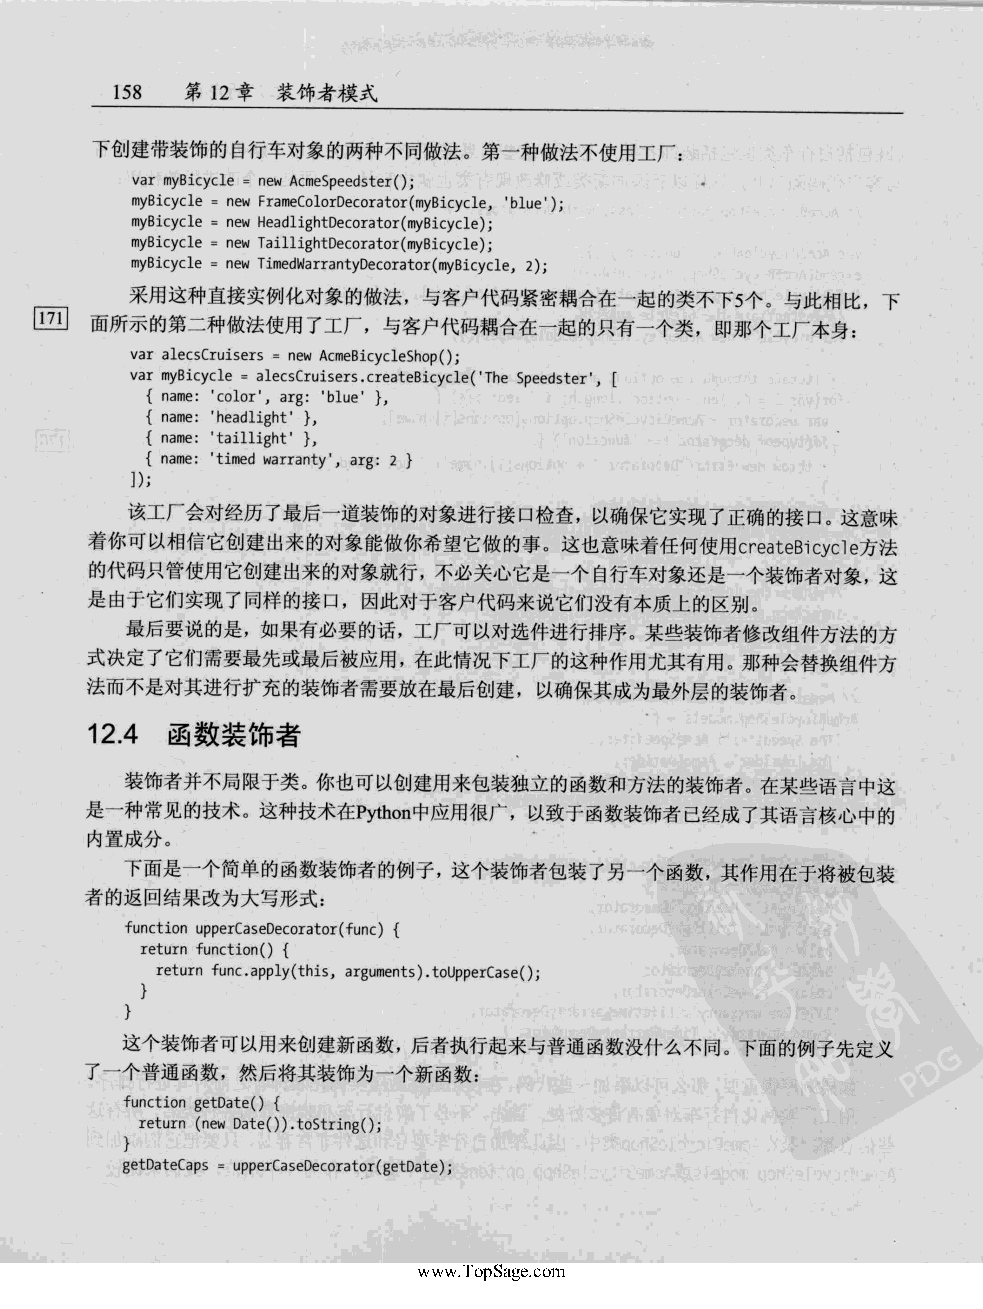 158 第12章 装饰者模式
下创建带装饰的自行车对象的两种不同做法。第一种做法不使用工厂：
var myBicycle = new AcmeSpeedster();
myBicycle = new FrameColorDecorator(myBicycle, 'blue');
myBicycle = new HeadlightDecorator(myBicycle);
myBicycle = new TaillightDecorator(myBicycle);
myBicycle = new TimedWarrantyDecorator(myBicycle, 2);
采用这种直接实例化对象的做法，与客户代码紧密耦合在一起的类不下5个。与此相比，下
171
面所示的第二种做法使用了工厂，与客户代码耦合在一起的只有一个类，即那个工厂本身：
var alecsCruisers = new AcmeBicycleShop();
var myBicycle = alecsCruisers.createBicycle('The Speedster', [
{ name: 'color', arg: 'blue' },
{ name: 'headlight' },
{ name: 'taillight' },
{ name: 'timed warranty', arg: 2 }
]);
该工厂会对经历了最后一道装饰的对象进行接口检查，以确保它实现了正确的接口。这意味
着你可以相信它创建出来的对象能做你希望它做的事。这也意味着任何使用createBicycle方法
的代码只管使用它创建出来的对象就行，不必关心它是一个自行车对象还是一个装饰者对象，这
是由于它们实现了同样的接口，因此对于客户代码来说它们没有本质上的区别。
最后要说的是，如果有必要的话，工厂可以对选件进行排序。某些装饰者修改组件方法的方
式决定了它们需要最先或最后被应用，在此情况下工厂的这种作用尤其有用。那种会替换组件方
法而不是对其进行扩充的装饰者需要放在最后创建，以确保其成为最外层的装饰者。
12.4 函数装饰者
装饰者并不局限于类。你也可以创建用来包装独立的函数和方法的装饰者。在某些语言中这
是一种常见的技术。这种技术在Python中应用很广，以致于函数装饰者已经成了其语言核心中的
内置成分。
下面是一个简单的函数装饰者的例子，这个装饰者包装了另一个函数，其作用在于将被包装
者的返回结果改为大写形式：
function upperCaseDecorator(func) {
return function() {
return func.apply(this, arguments).toUpperCase();
}
}
这个装饰者可以用来创建新函数，后者执行起来与普通函数没什么不同。下面的例子先定义
了一个普通函数，然后将其装饰为一个新函数：
function getDate() {
return (new Date()).toString();
}
getDateCaps = upperCaseDecorator(getDate);
PDG
www.TopSage.com